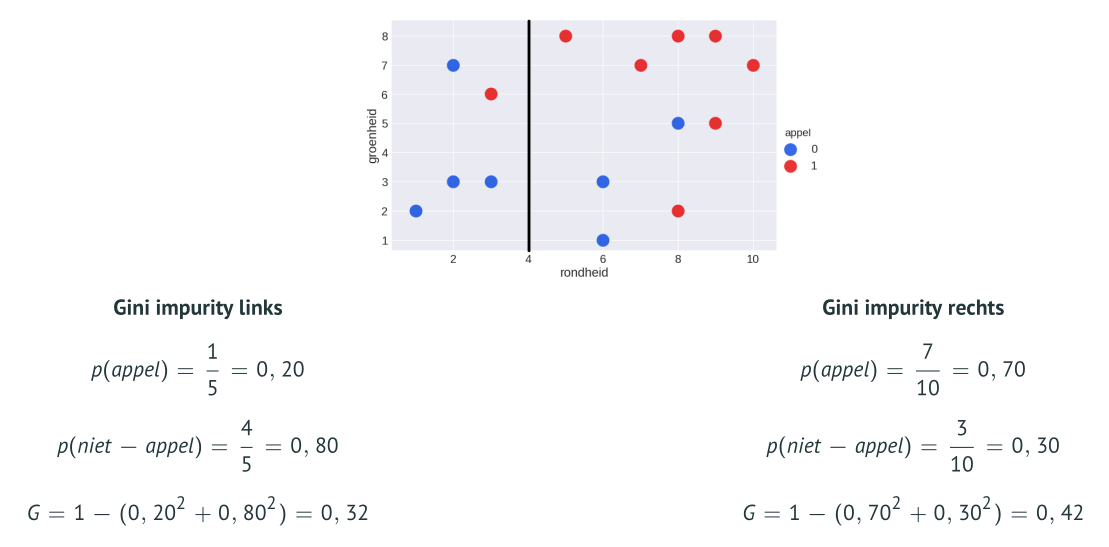 8
7
6
5
4
3
2
1
groenheid
2 4 6 8 10
rondheid
appel
0
1
Gini impurity links
p(appel) = 1/5 = 0, 20
p(niet − appel) = 4/5 = 0, 80
G = 1 − (0, 20² + 0, 80²) = 0, 32
Gini impurity rechts
p(appel) = 7/10 = 0, 70
p(niet − appel) = 3/10 = 0, 30
G = 1 − (0, 70² + 0, 30²) = 0, 42